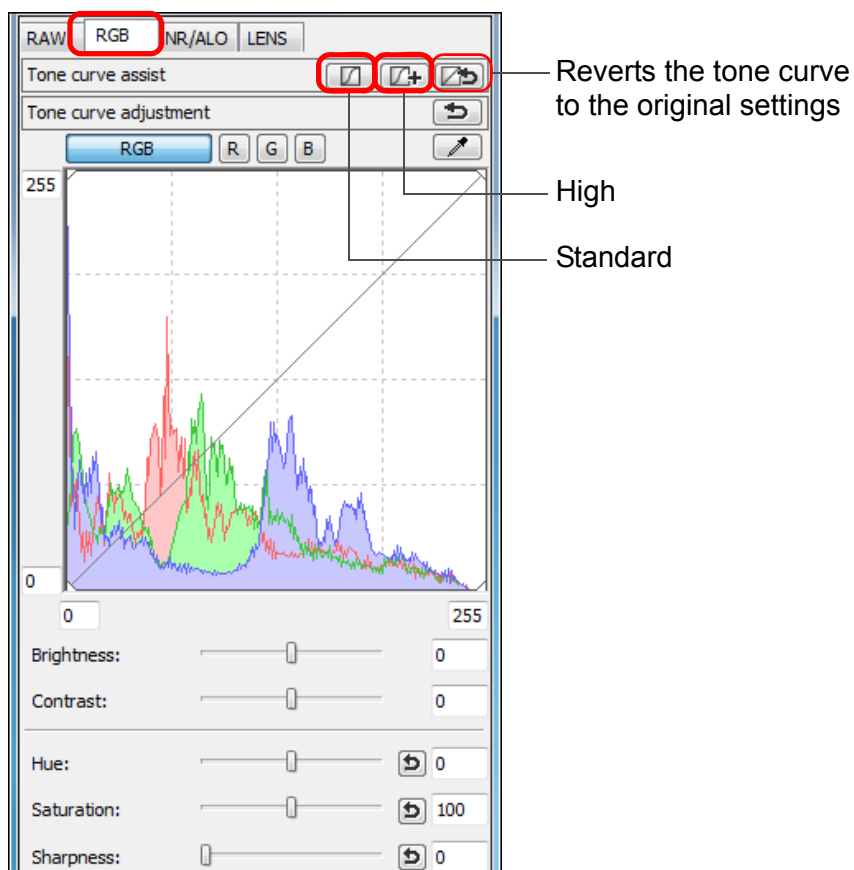 RAW RGB NR/ALO LENS
Tone curve assist
Reverts the tone curve
to the original settings
Tone curve adjustment
RGB R G B
255
High
Standard
0
0 255
Brightness: 0
Contrast: 0
Hue: 0
Saturation: 100
Sharpness: 0